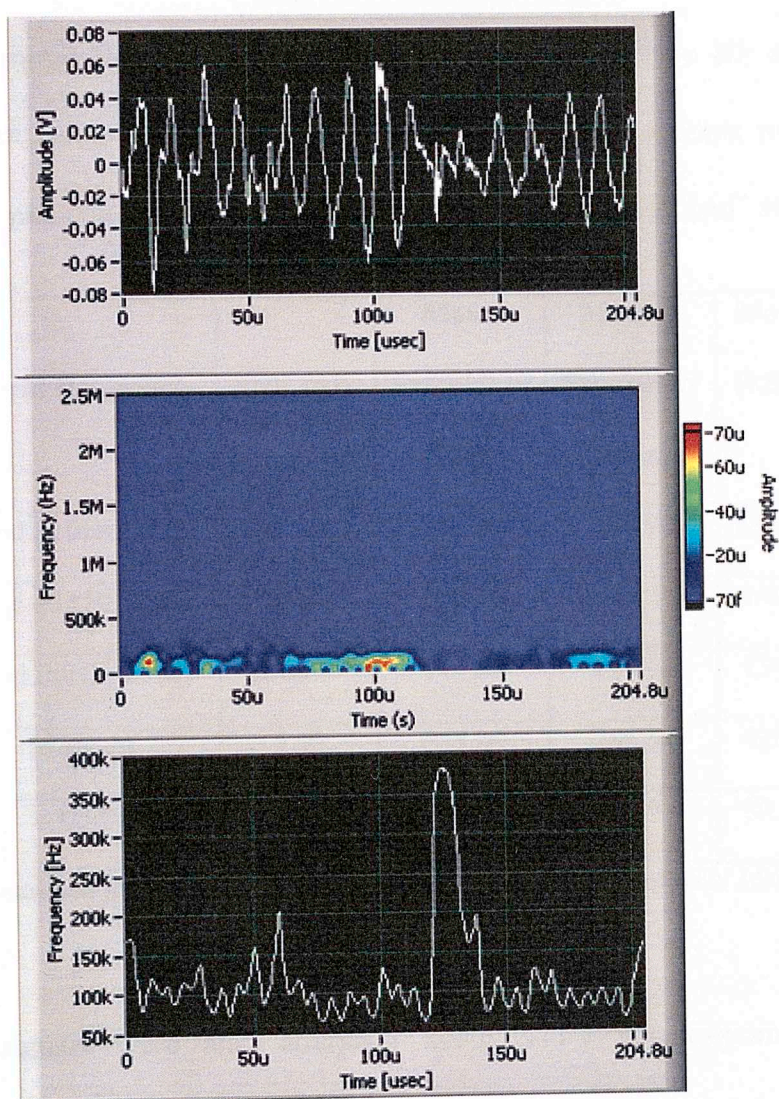 0.08
0.06
0.04
0.02
0
-0.02
-0.04
-0.06
-0.08
Amplitude [V]
0 50u 100u 150u 204.8u
Time [usec]
2.5M
2M
1.5M
1M
500k
0
Frequency (Hz)
0 50u 100u 150u 204.8u
Time (s)
-70u
-60u
-40u
-20u
-70f
Amplitude
400k
350k
300k
250k
200k
150k
100k
50k
Frequency [Hz]
0 50u 100u 150u 204.8u
Time [usec]